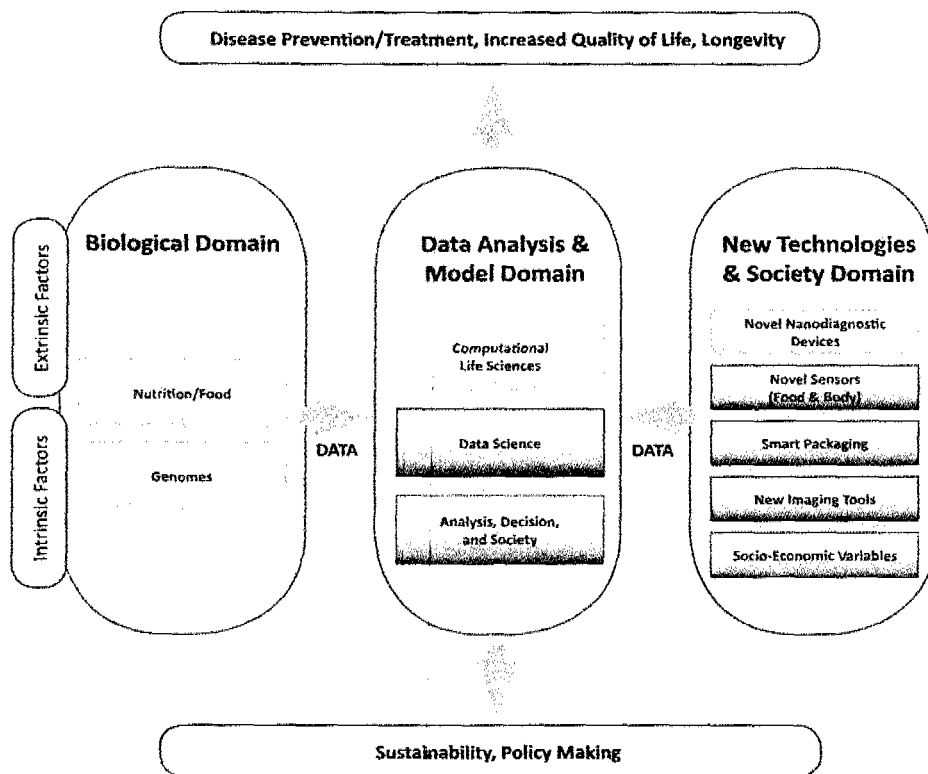 Disease Prevention/Treatment, Increased Quality of Life, Longevity
Extrinsic Factors
Intrinsic Factors
Biological Domain
Nutrition/Food
Genomes
DATA
Data Analysis &
Model Domain
Computational
Life Sciences
Data Science
Analysis, Decision,
and Society
DATA
New Technologies
& Society Domain
Novel Nanodiagnostic
Devices
Novel Sensors
(Food & Body)
Smart Packaging
New Imaging Tools
Socio-Economic Variables
Sustainability, Policy Making